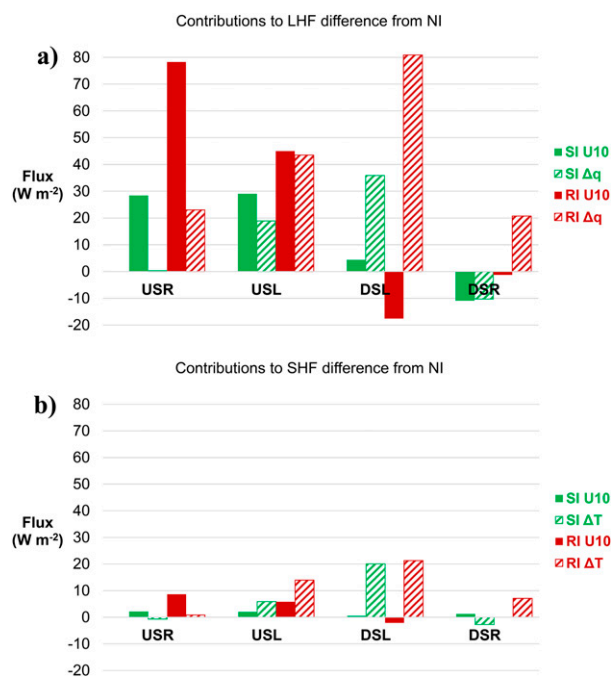 Contributions to LHF difference from NI
a)
80
70
60
50
40
30
20
10
0
-10
-20
Flux
(W m-2)
USR
USL
DSL
DSR
SI U10
SI Δq
RI U10
RI Δq
Contributions to SHF difference from NI
b)
80
70
60
50
40
30
20
10
0
-10
-20
Flux
(W m-2)
USR
USL
DSL
DSR
SI U10
SI ΔT
RI U10
RI ΔT